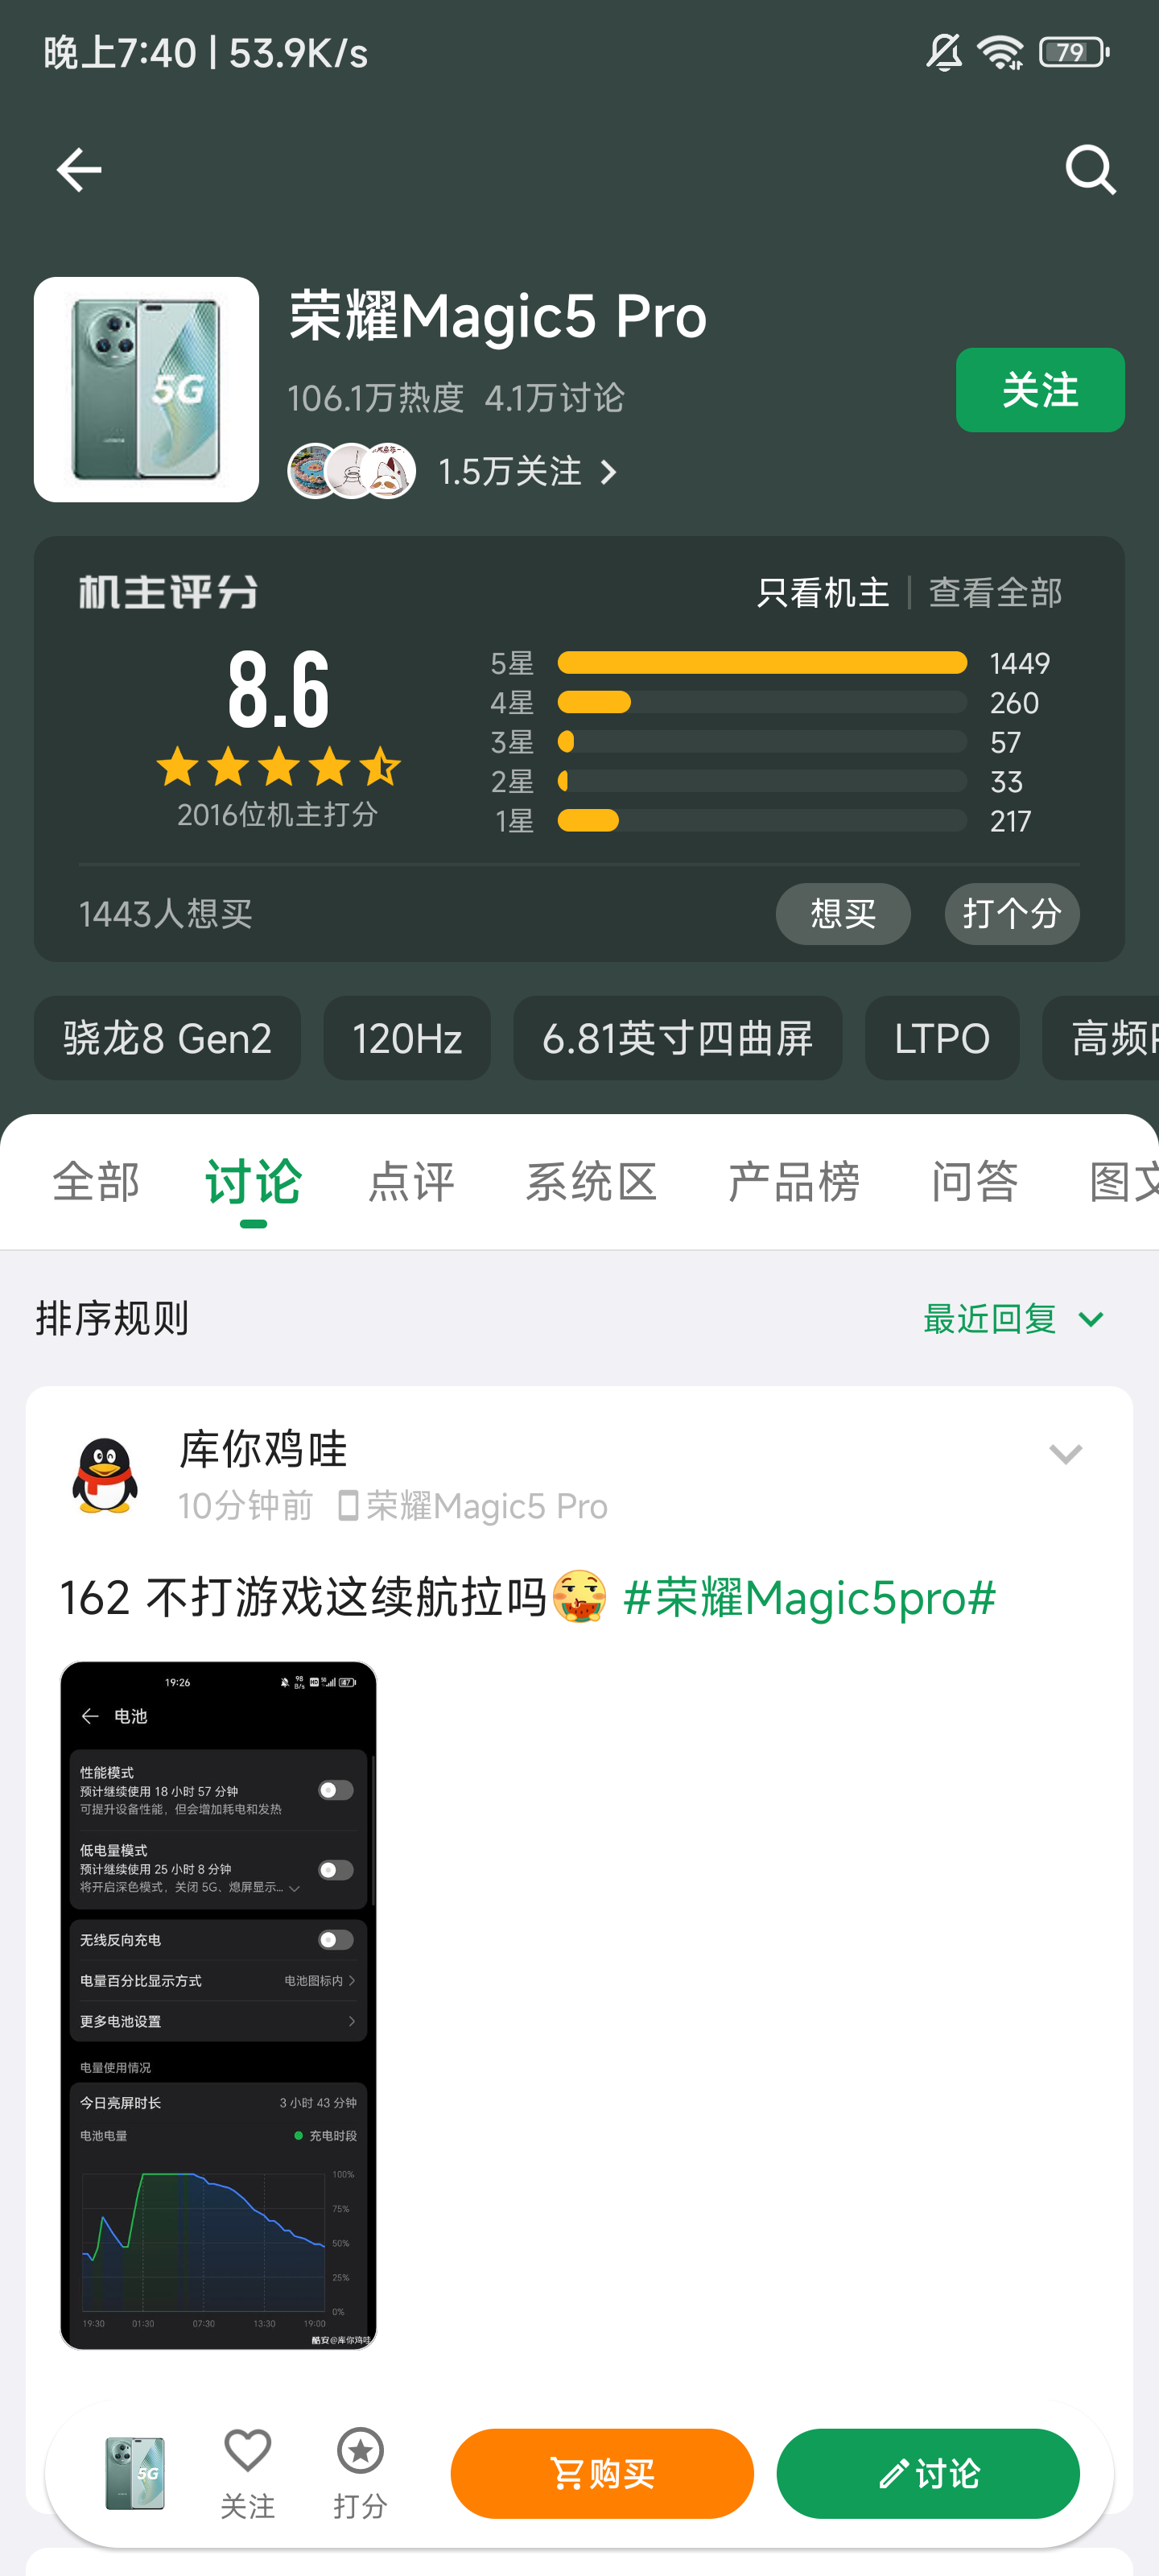 晚上7:40 | 53.9K/s
79
荣耀Magic5 Pro
5G
106.1万热度 4.1万讨论
关注
1.5万关注
机主评分
只看机主 | 查看全部
8.6
2016位机主打分
5星 1449
4星 260
3星 57
2星 33
1星 217
1443人想买
想买
打个分
骁龙8 Gen2
120Hz
6.81英寸四曲屏
LTPO
高频
全部
讨论
点评
系统区
产品榜
问答
图文
排序规则
最近回复
库你鸡哇
10分钟前 荣耀Magic5 Pro
162 不打游戏这续航拉吗 #荣耀Magic5pro#
19:26
98 B/s
47
电池
性能模式
预计继续使用 18 小时 57 分钟
可提升设备性能，但会增加耗电和发热
低电量模式
预计继续使用 25 小时 8 分钟
将开启深色模式，关闭 5G、熄屏显示...
无线反向充电
电量百分比显示方式 电池图标内
更多电池设置
电量使用情况
今日亮屏时长 3 小时 43 分钟
电池电量 充电时段
100%
75%
50%
25%
0%
19:30 01:30 07:30 13:30 19:00
酷安@库你鸡哇
5G
关注
打分
购买
讨论